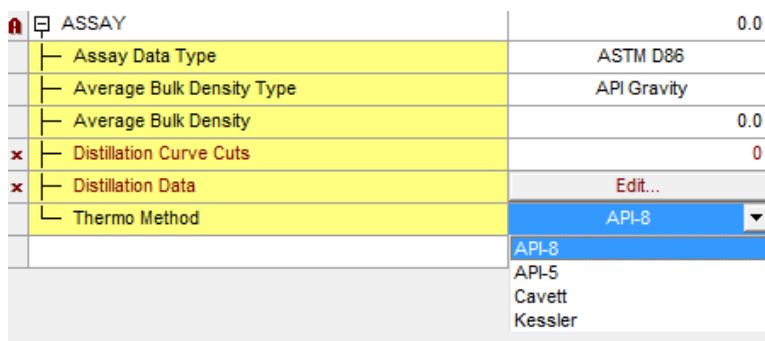 A ASSAY 0.0
Assay Data Type ASTM D86
Average Bulk Density Type API Gravity
Average Bulk Density 0.0
x Distillation Curve Cuts 0
x Distillation Data Edit...
Thermo Method API-8
API-8
API-5
Cavett
Kessler